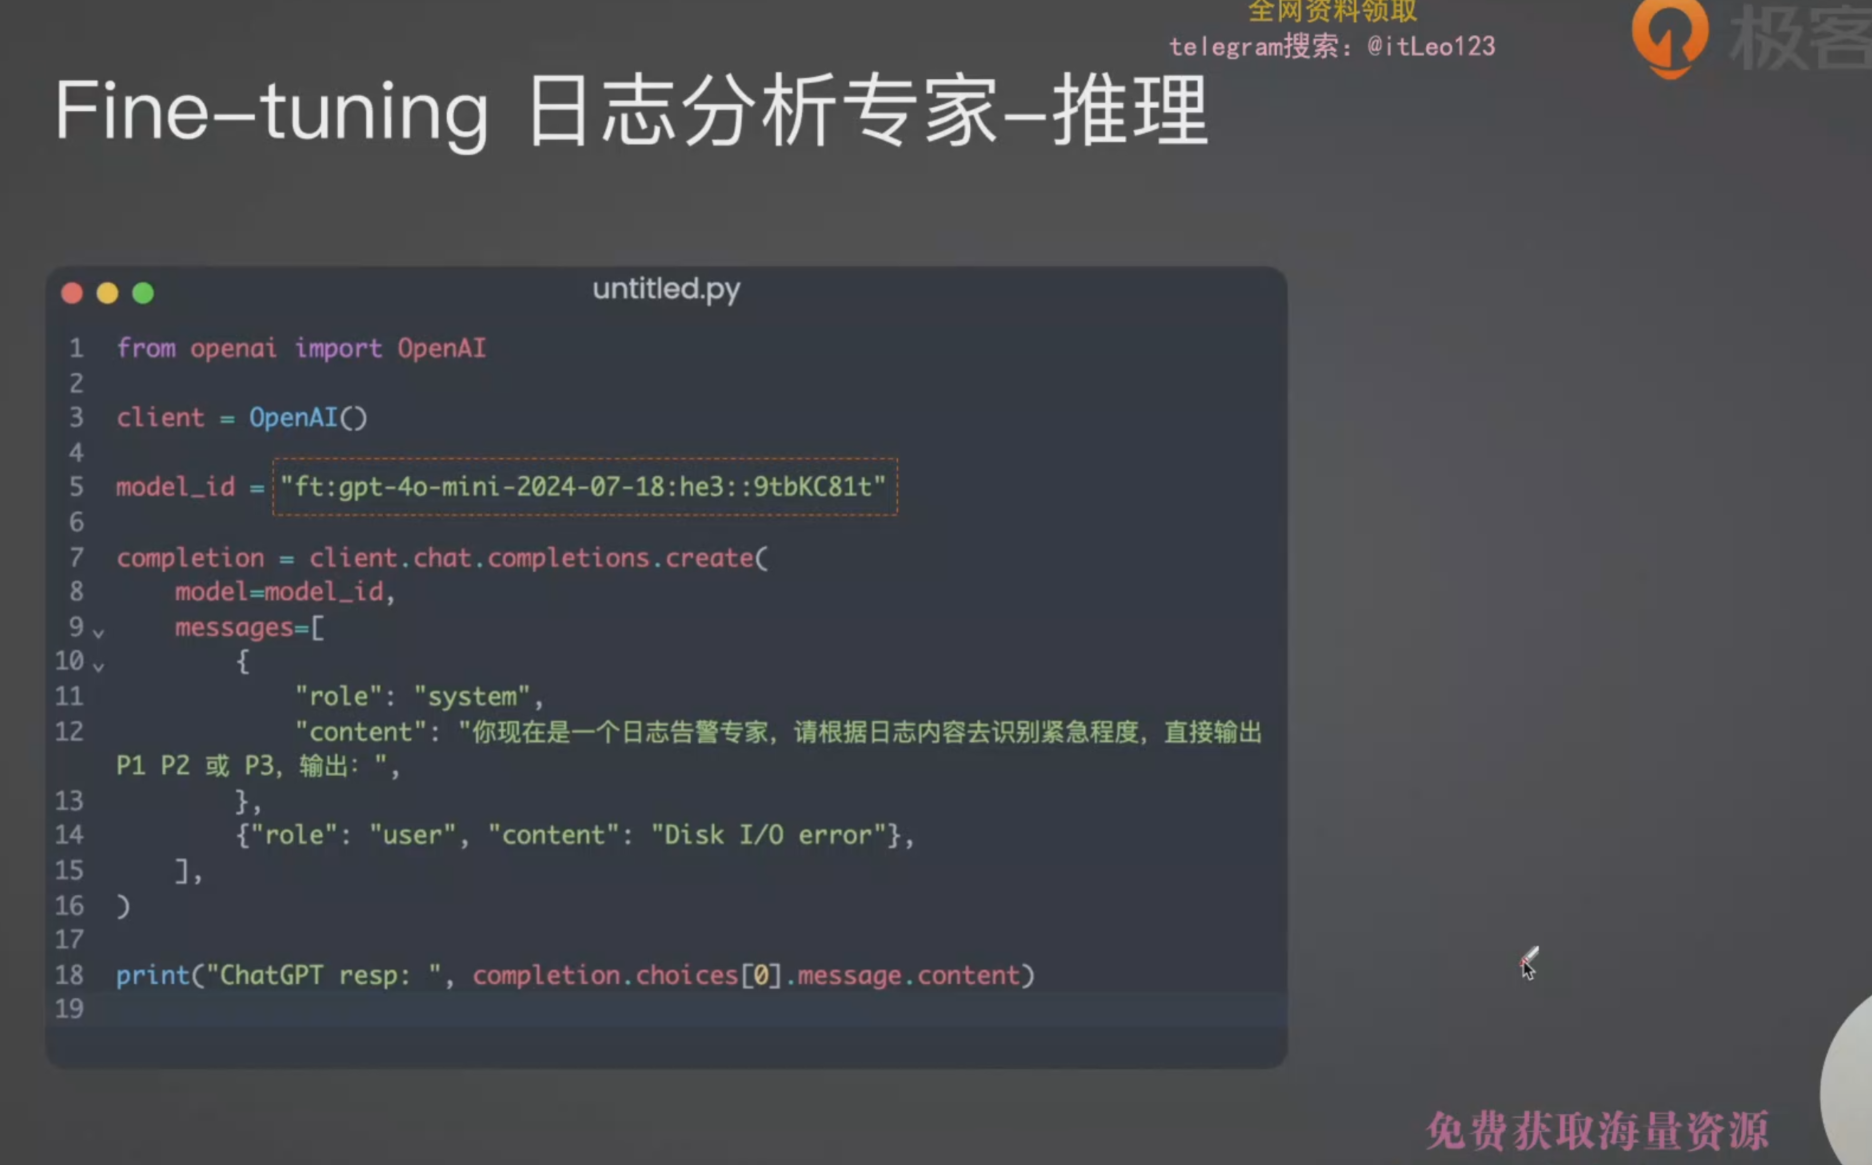 全网资料领取
telegram搜索：@itLeo123
极客
Fine-tuning 日志分析专家-推理
untitled.py
1 from openai import OpenAI
2
3 client = OpenAI()
4
5 model_id = "ft:gpt-4o-mini-2024-07-18:he3::9tbKC81t"
6
7 completion = client.chat.completions.create(
8     model=model_id,
9     messages=[
10         {
11             "role": "system",
12             "content": "你现在是一个日志告警专家，请根据日志内容去识别紧急程度，直接输出
P1 P2 或 P3，输出：",
13         },
14         {"role": "user", "content": "Disk I/O error"},
15     ],
16 )
17
18 print("ChatGPT resp: ", completion.choices[0].message.content)
19
免费获取海量资源